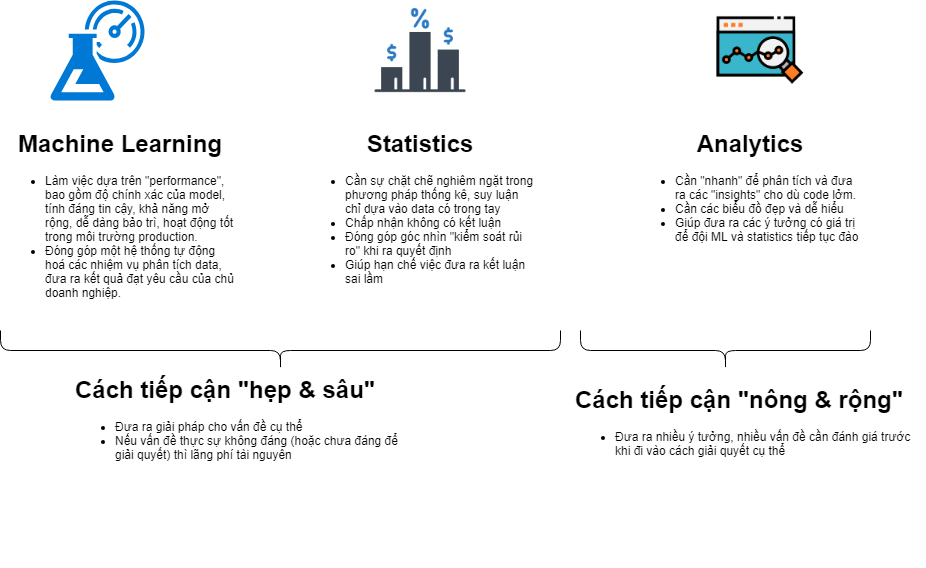 Machine Learning
Làm việc dựa trên "performance",
bao gồm độ chính xác của model,
tính đáng tin cậy, khả năng mở
rộng, dễ dàng bảo trì, hoạt động tốt
trong môi trường production.
Đóng góp một hệ thống tự động
hoá các nhiệm vụ phân tích data,
đưa ra kết quả đạt yêu cầu của chủ
doanh nghiệp.
%
$
$
Statistics
Cần sự chặt chẽ nghiêm ngặt trong
phương pháp thống kê, suy luận
chỉ dựa vào data có trong tay
Chấp nhận không có kết luận
Đóng góp góc nhìn "kiểm soát rủi
ro" khi ra quyết định
Giúp hạn chế việc đưa ra kết luận
sai lầm
Analytics
Cần "nhanh" để phân tích và đưa
ra các "insights" cho dù code lởm.
Cần các biểu đồ đẹp và dễ hiểu
Giúp đưa ra các ý tưởng có giá trị
để đội ML và statistics tiếp tục đào
Cách tiếp cận "hẹp & sâu"
Đưa ra giải pháp cho vấn đề cụ thể
Nếu vấn đề thực sự không đáng (hoặc chưa đáng để
giải quyết) thì lãng phí tài nguyên
Cách tiếp cận "nông & rộng"
Đưa ra nhiều ý tưởng, nhiều vấn đề cần đánh giá trước
khi đi vào cách giải quyết cụ thể